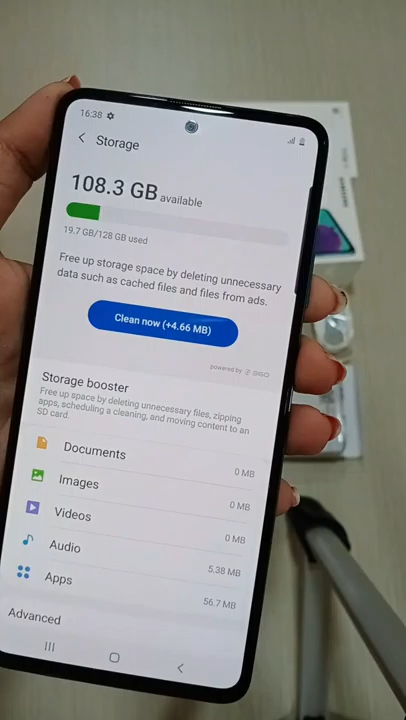 16:38
Storage
108.3 GB available
19.7 GB/128 GB used
Free up storage space by deleting unnecessary
data such as cached files and files from ads.
Clean now (+4.66 MB)
powered by
Storage booster
Free up space by deleting unnecessary files, zipping
apps, scheduling a cleaning, and moving content to an
SD card.
Documents
0 MB
Images
0 MB
Videos
0 MB
Audio
5.38 MB
Apps
56.7 MB
Advanced